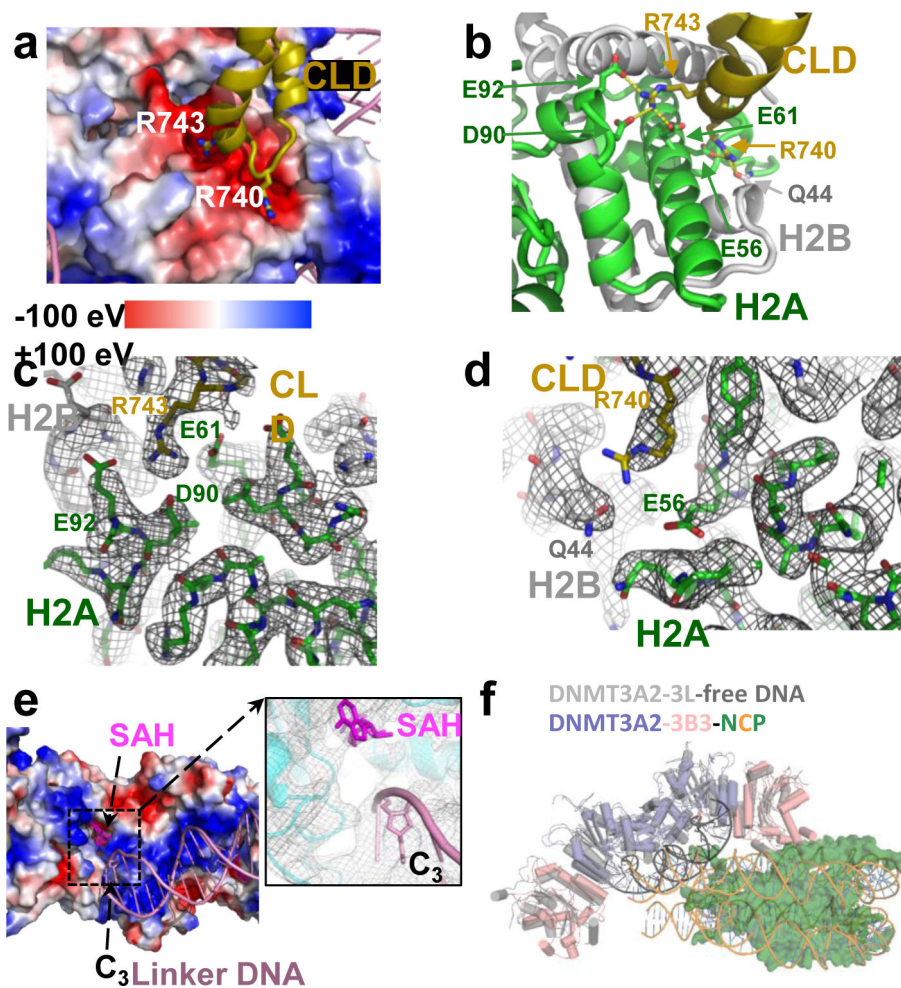 a
CLD
R743
R740
-100 eV
+100 eV
b
R743
CLD
E92
E61
D90
R740
Q44
H2B
E56
H2A
c
CL
D
H2B
R743
E61
D90
E92
H2A
d
CLD
R740
E56
Q44
H2B
H2A
e
SAH
SAH
C3
C3 Linker DNA
f
DNMT3A2-3L-free DNA
DNMT3A2-3B3-NCP